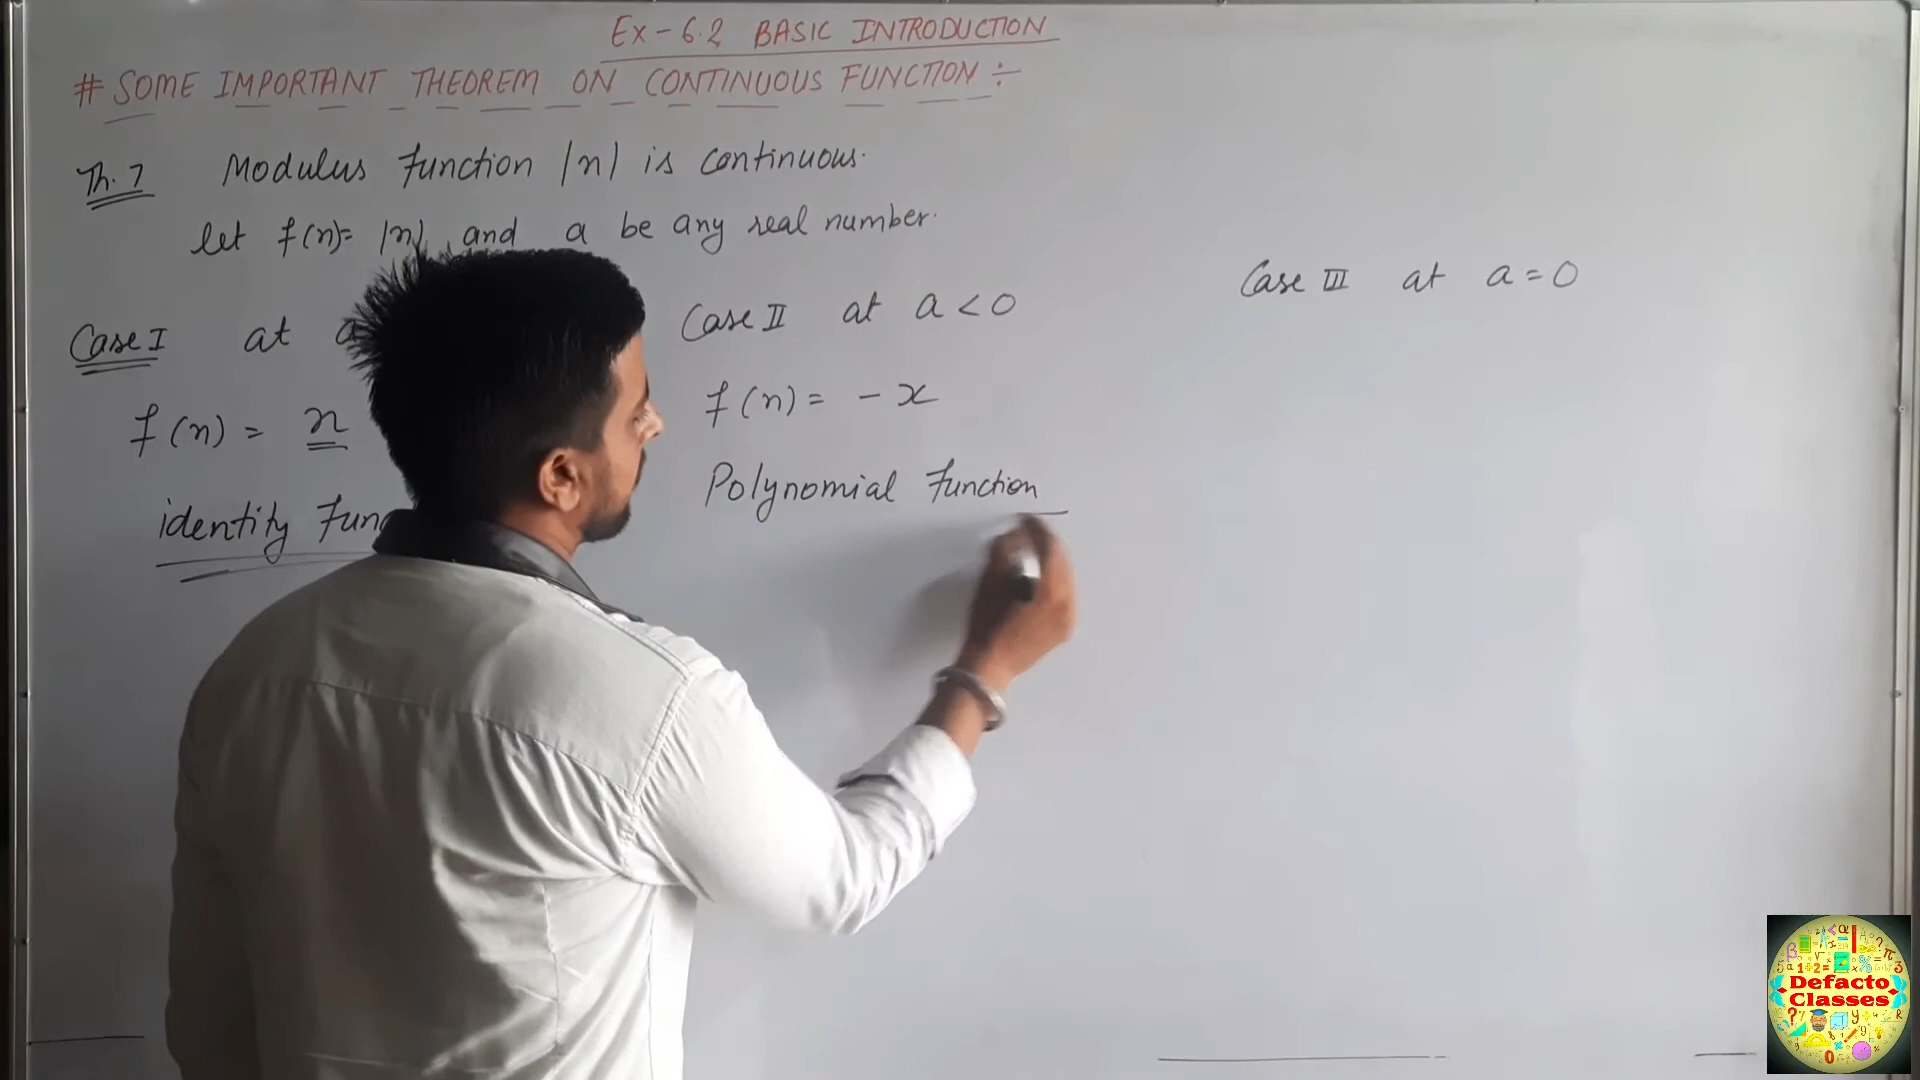 Ex - 6.2 BASIC INTRODUCTION
# SOME IMPORTANT THEOREM ON CONTINUOUS FUNCTION ÷
Th. 7 Modulus function |x| is continuous.
let f(x) = |x| and a be any real number.
Case I at a
f(x) = x
identity Func
Case II at a < 0
f(x) = - x
Polynomial Function
Case III at a = 0
Defacto
Classes